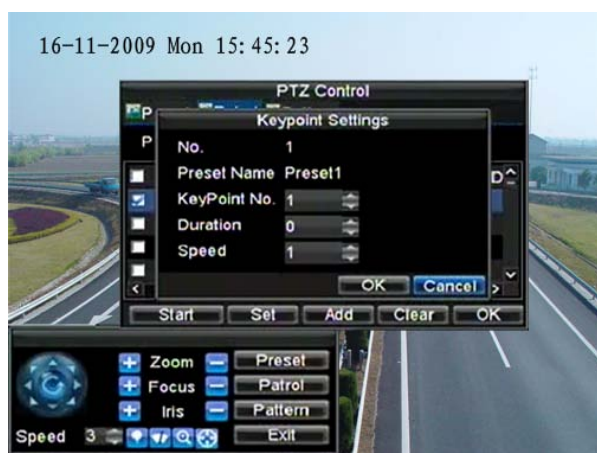 16-11-2009 Mon 15:45:23
PTZ Control
P
Keypoint Settings
P
No. 1
Preset Name Preset1
D
KeyPoint No. 1
Duration 0
Speed 1
OK Cancel
Start Set Add Clear OK
Zoom Preset
Focus Patrol
Iris Pattern
Speed 3 Exit